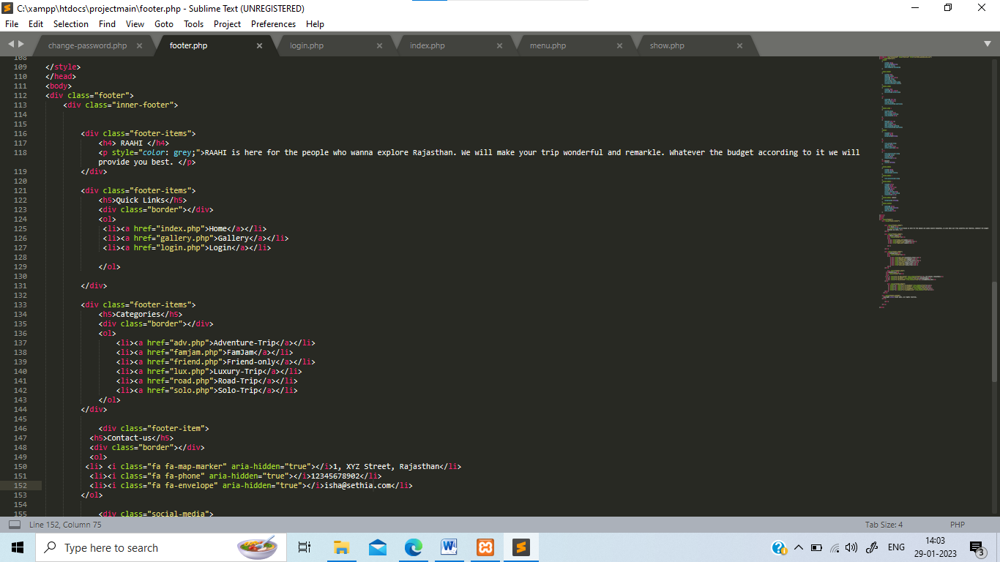 C:\xampp\htdocs\projectmain\footer.php - Sublime Text (UNREGISTERED)
File Edit Selection Find View Goto Tools Project Preferences Help
change-password.php footer.php login.php index.php menu.php show.php
108
109 </style>
110 </head>
111 <body>
112 <div class="footer">
113 <div class="inner-footer">
114
115
116 <div class="footer-items">
117 <h4> RAAHI </h4>
118 <p style="color: grey;">RAAHI is here for the people who wanna explore Rajasthan. We will make your trip wonderful and remarkle. Whatever the budget according to it we will
provide you best. </p>
119 </div>
120
121 <div class="footer-items">
122 <h5>Quick Links</h5>
123 <div class="border"></div>
124 <ol>
125 <li><a href="index.php">Home</a></li>
126 <li><a href="gallery.php">Gallery</a></li>
127 <li><a href="login.php">Login</a></li>
128
129 </ol>
130
131 </div>
132
133 <div class="footer-items">
134 <h5>Categories</h5>
135 <div class="border"></div>
136 <ol>
137 <li><a href="adv.php">Adventure-Trip</a></li>
138 <li><a href="famjam.php">FamJam</a></li>
139 <li><a href="friend.php">Friend-only</a></li>
140 <li><a href="lux.php">Luxury-Trip</a></li>
141 <li><a href="road.php">Road-Trip</a></li>
142 <li><a href="solo.php">Solo-Trip</a></li>
143 </ol>
144 </div>
145
146 <div class="footer-item">
147 <h5>Contact-us</h5>
148 <div class="border"></div>
149 <ol>
150 <li> <i class="fa fa-map-marker" aria-hidden="true"></i>1, XYZ Street, Rajasthan</li>
151 <li><i class="fa fa-phone" aria-hidden="true"></i>12345678902</li>
152 <li><i class="fa fa-envelope" aria-hidden="true"></i>isha@sethia.com</li>
153 </ol>
154
155 <div class="social-media">
Line 152, Column 75 Tab Size: 4 PHP
Type here to search
ENG 14:03
29-01-2023
3